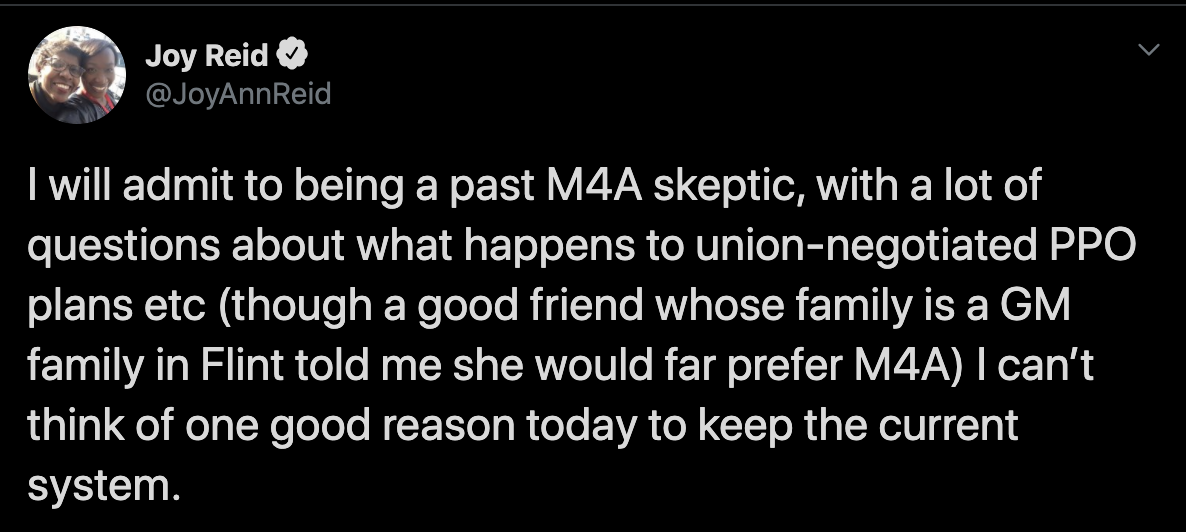 Joy Reid
@JoyAnnReid
I will admit to being a past M4A skeptic, with a lot of
questions about what happens to union-negotiated PPO
plans etc (though a good friend whose family is a GM
family in Flint told me she would far prefer M4A) I can’t
think of one good reason today to keep the current
system.